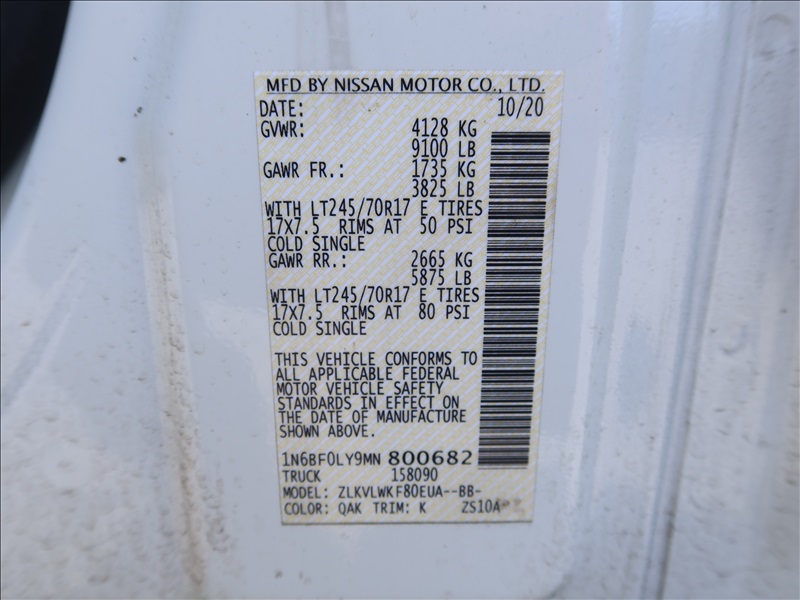 MFD BY NISSAN MOTOR CO., LTD.
DATE: 10/20
GVWR: 4128 KG
9100 LB
GAWR FR.: 1735 KG
3825 LB
WITH LT245/70R17 E TIRES
17X7.5 RIMS AT 50 PSI
COLD SINGLE
GAWR RR.: 2665 KG
5875 LB
WITH LT245/70R17 E TIRES
17X7.5 RIMS AT 80 PSI
COLD SINGLE
THIS VEHICLE CONFORMS TO
ALL APPLICABLE FEDERAL
MOTOR VEHICLE SAFETY
STANDARDS IN EFFECT ON
THE DATE OF MANUFACTURE
SHOWN ABOVE.
1N6BF0LY9MN 800682
TRUCK 158090
MODEL: ZLKVLWKF80EUA--BB-
COLOR: QAK TRIM: K